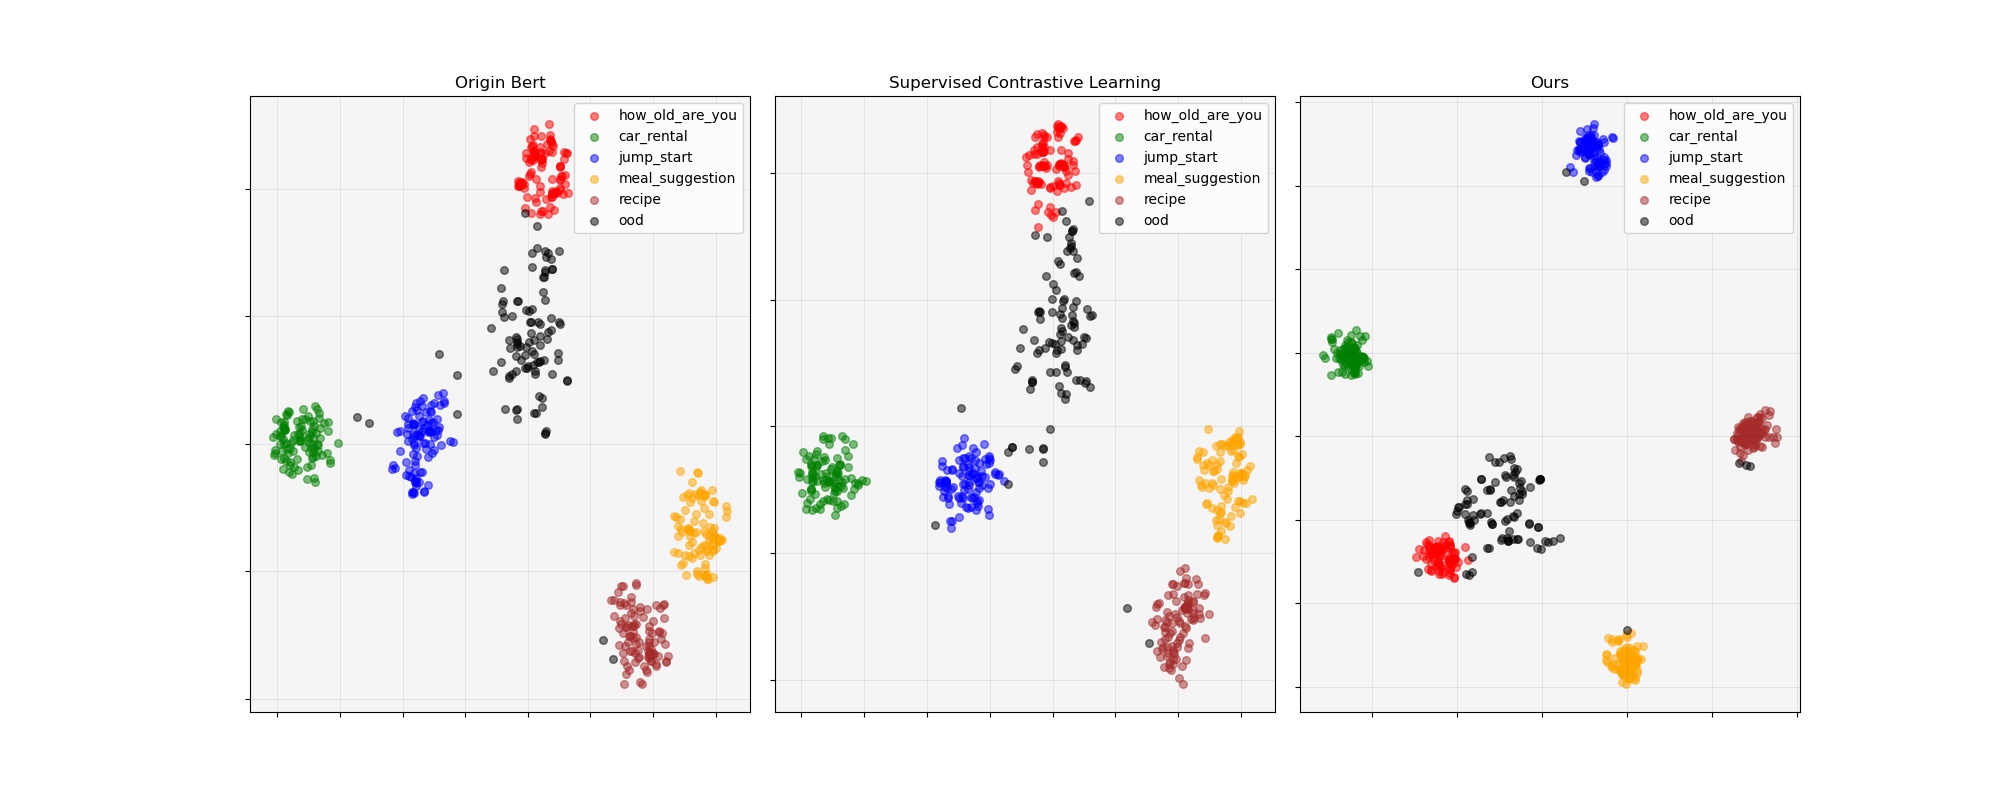 Origin Bert
how_old_are_you
car_rental
jump_start
meal_suggestion
recipe
ood
Supervised Contrastive Learning
how_old_are_you
car_rental
jump_start
meal_suggestion
recipe
ood
Ours
how_old_are_you
car_rental
jump_start
meal_suggestion
recipe
ood